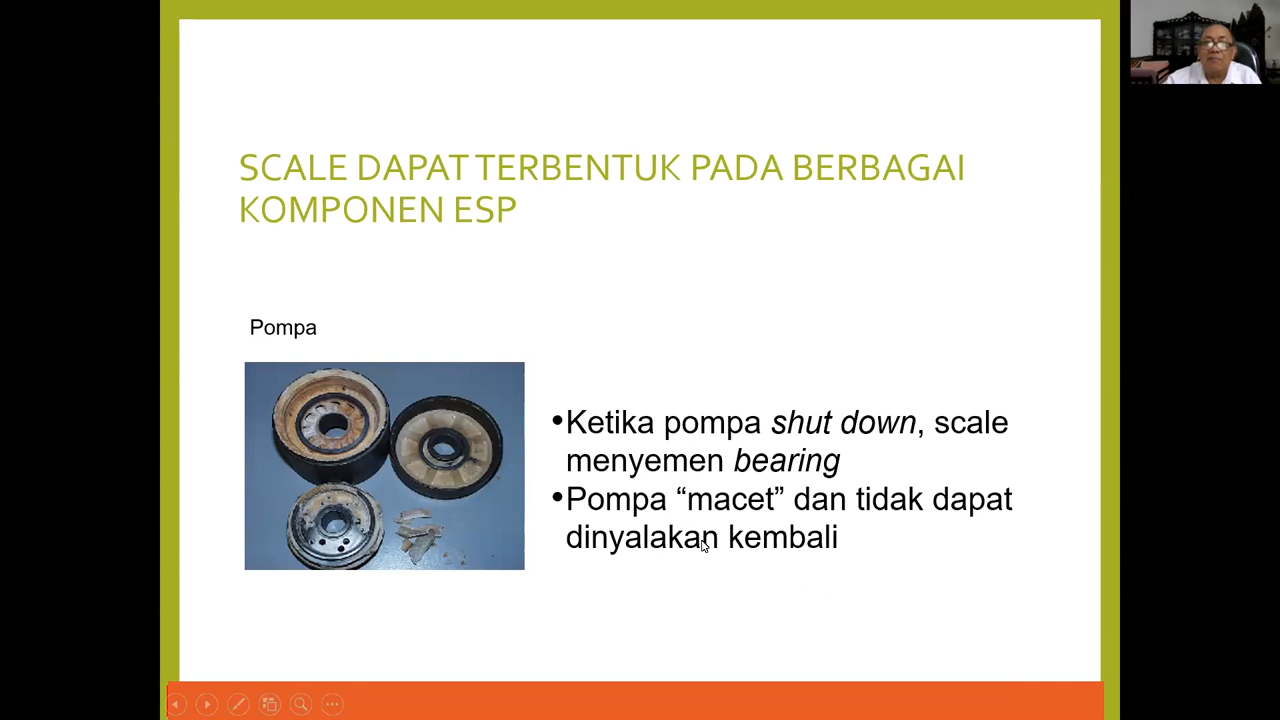 SCALE DAPAT TERBENTUK PADA BERBAGAI
KOMPONEN ESP
Pompa
•Ketika pompa shut down, scale
menyemen bearing
•Pompa “macet” dan tidak dapat
dinyalakan kembali